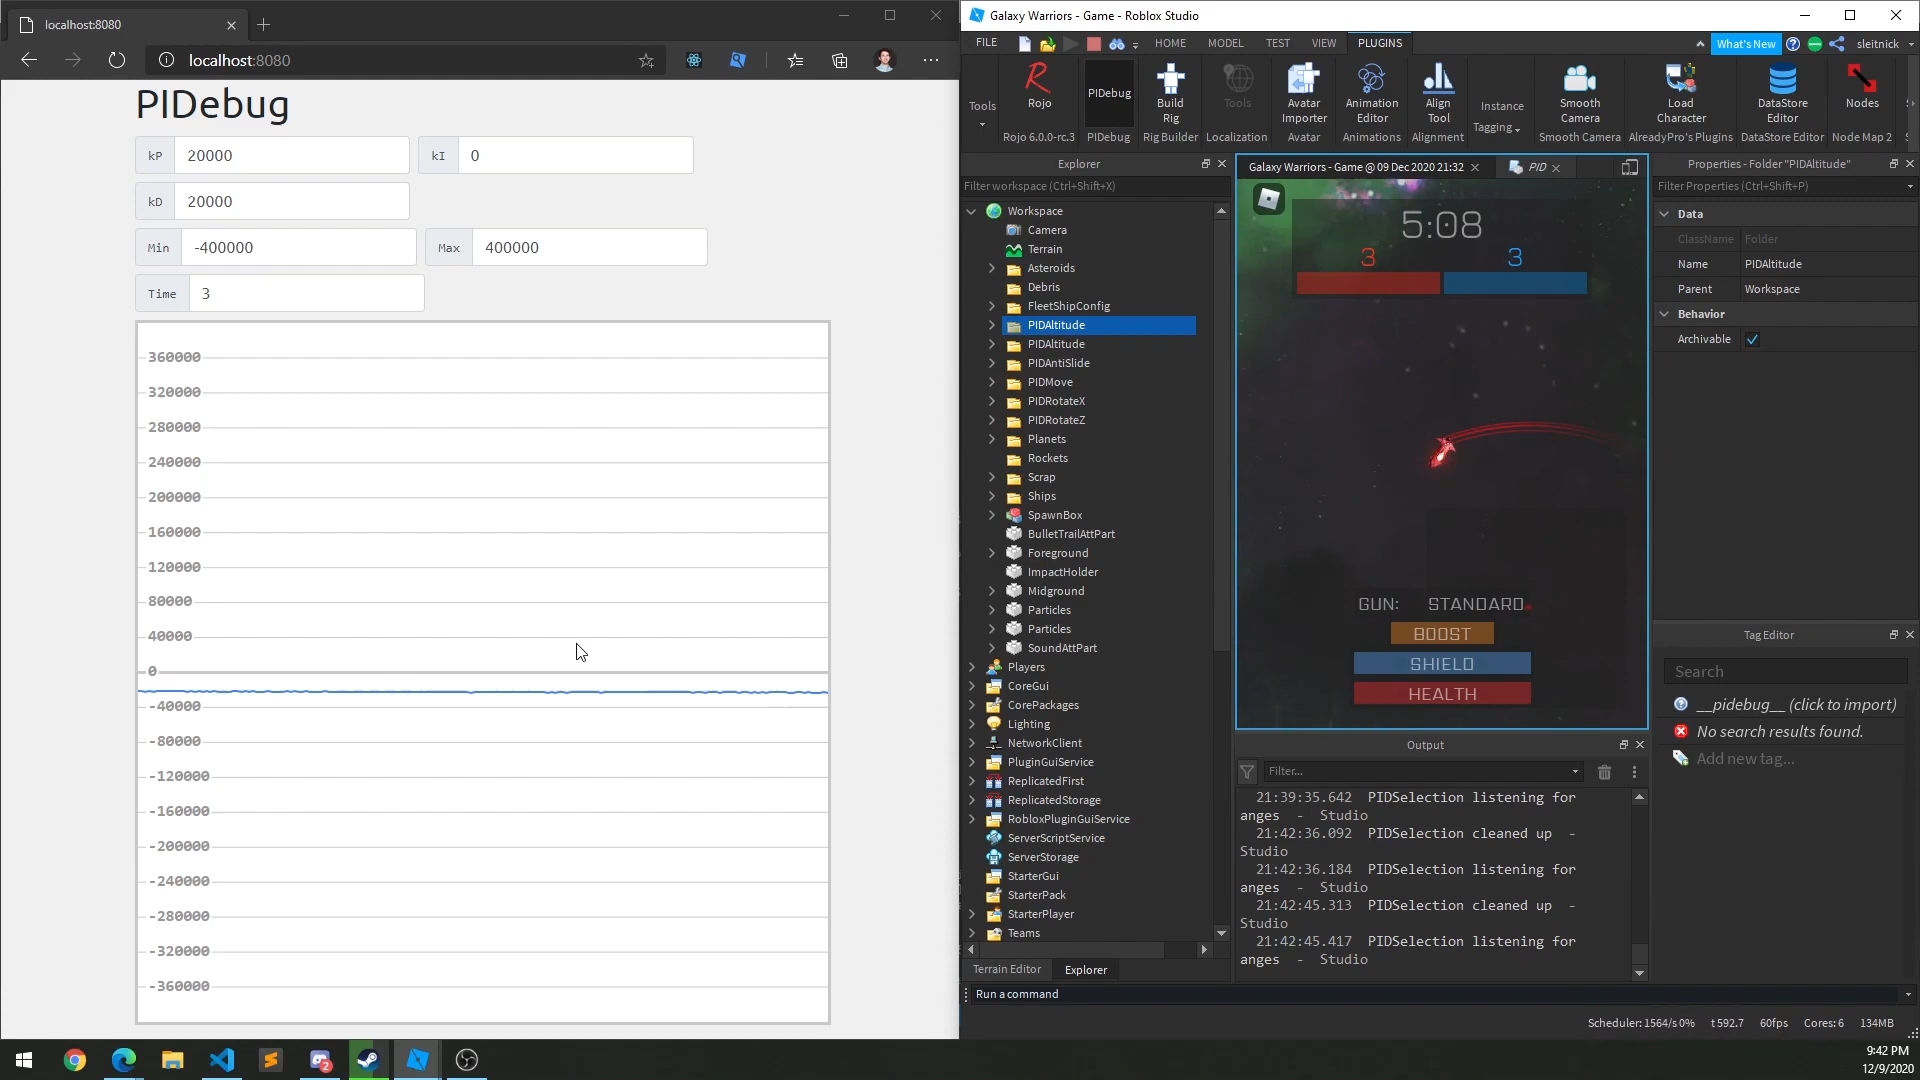 localhost:8080
localhost:8080
PIDebug
kP 20000 kI 0
kD 20000
Min -400000 Max 400000
Time 3
360000
320000
280000
240000
200000
160000
120000
80000
40000
0
-40000
-80000
-120000
-160000
-200000
-240000
-280000
-320000
-360000
Galaxy Warriors - Game - Roblox Studio
FILE HOME MODEL TEST VIEW PLUGINS What's New sleitnick
Tools
Rojo
Rojo 6.0.0-rc.3
PIDebug
PIDebug
Build Rig
Rig Builder
Tools
Localization
Avatar Importer
Avatar
Animation Editor
Animations
Align Tool
Alignment
Instance Tagging
Smooth Camera
Smooth Camera
Load Character
AlreadyPro's Plugins
DataStore Editor
DataStore Editor
Nodes
Node Map 2
Explorer
Filter workspace (Ctrl+Shift+X)
Workspace
Camera
Terrain
Asteroids
Debris
FleetShipConfig
PIDAltitude
PIDAltitude
PIDAntiSlide
PIDMove
PIDRotateX
PIDRotateZ
Planets
Rockets
Scrap
Ships
SpawnBox
BulletTrailAttPart
Foreground
ImpactHolder
Midground
Particles
Particles
SoundAttPart
Players
CoreGui
CorePackages
Lighting
NetworkClient
PluginGuiService
ReplicatedFirst
ReplicatedStorage
RobloxPluginGuiService
ServerScriptService
ServerStorage
StarterGui
StarterPack
StarterPlayer
Teams
Terrain Editor Explorer
Galaxy Warriors - Game @ 09 Dec 2020 21:32 PID
5:08
3 3
GUN: STANDARD
BOOST
SHIELD
HEALTH
Output
Filter...
21:39:35.642 PIDSelection listening for
anges - Studio
21:42:36.092 PIDSelection cleaned up -
Studio
21:42:36.184 PIDSelection listening for
anges - Studio
21:42:45.313 PIDSelection cleaned up -
Studio
21:42:45.417 PIDSelection listening for
anges - Studio
Properties - Folder "PIDAltitude"
Filter Properties (Ctrl+Shift+P)
Data
ClassName Folder
Name PIDAltitude
Parent Workspace
Behavior
Archivable
Tag Editor
Search
__pidebug__ (click to import)
No search results found.
Add new tag...
Run a command
Scheduler: 1564/s 0% t 592.7 60fps Cores: 6 134MB
2
9:42 PM
12/9/2020